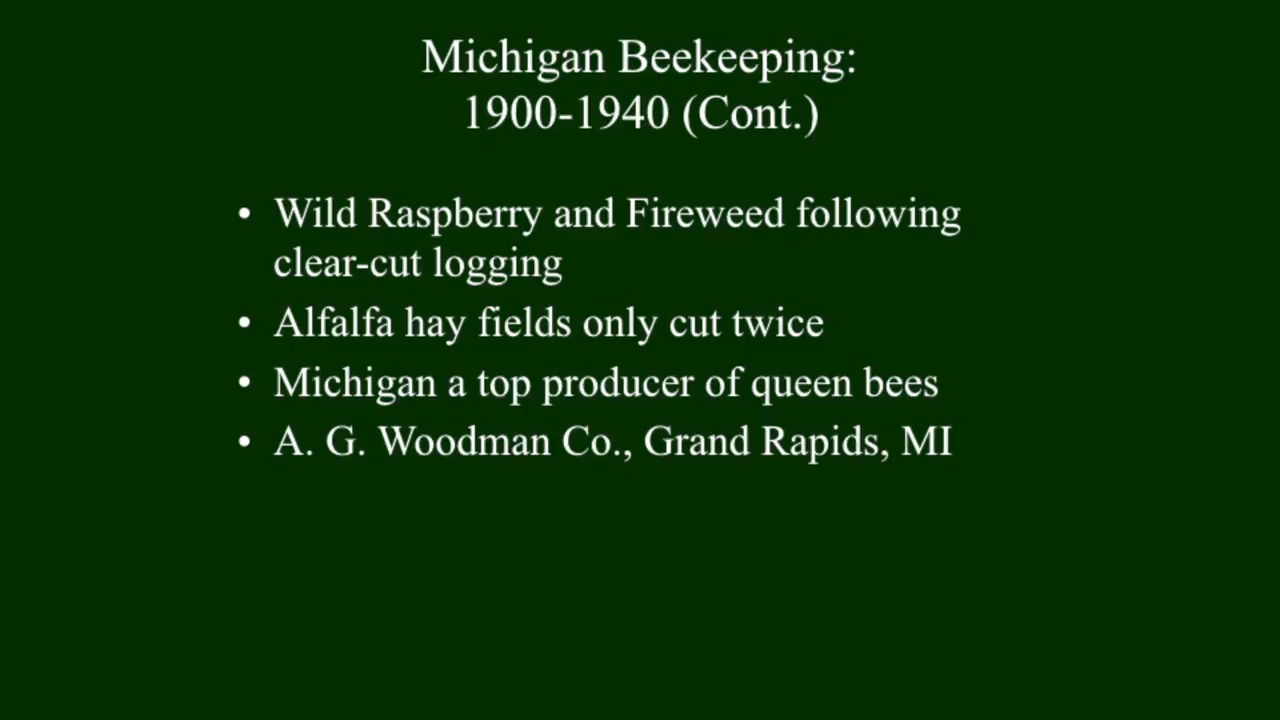 Michigan Beekeeping:
1900-1940 (Cont.)
• Wild Raspberry and Fireweed following
clear-cut logging
• Alfalfa hay fields only cut twice
• Michigan a top producer of queen bees
• A. G. Woodman Co., Grand Rapids, MI